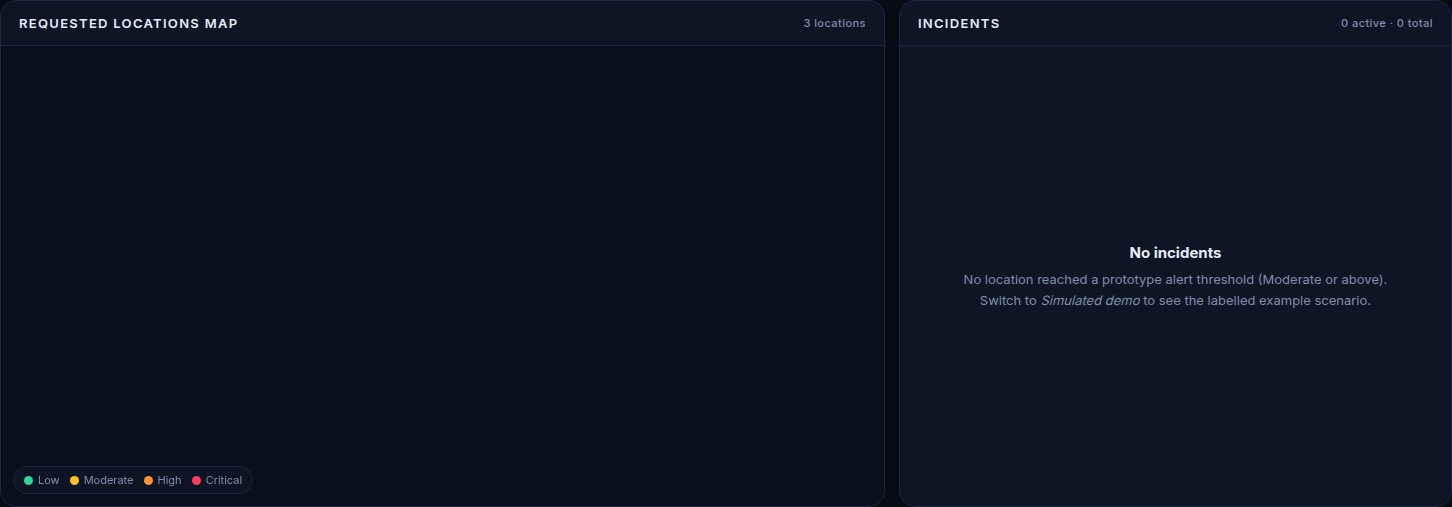 REQUESTED LOCATIONS MAP
3 locations
Low
Moderate
High
Critical
INCIDENTS
0 active · 0 total
No incidents
No location reached a prototype alert threshold (Moderate or above).
Switch to Simulated demo to see the labelled example scenario.